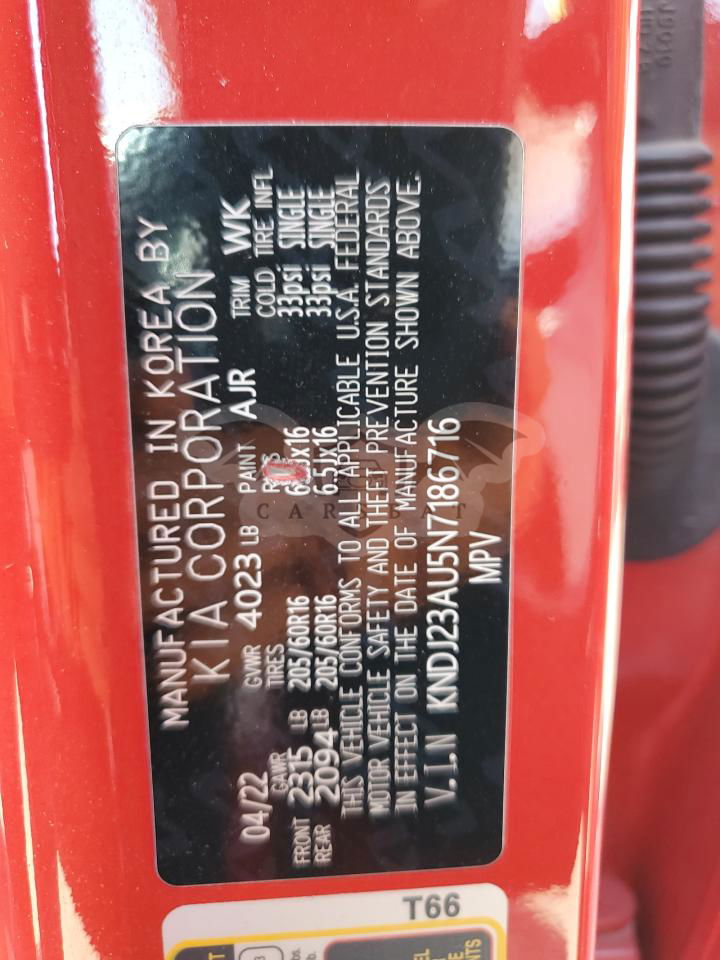 MANUFACTURED IN KOREA BY
KIA CORPORATION
04/22 GVWR 4023 LB PAINT AJR TRIM WK
GAWR TIRES COLD TIRE INFL
FRONT 2315 LB 205/60R16 33psi SINGLE
REAR 2094 LB 205/60R16 6.5Jx16 33psi SINGLE
THIS VEHICLE CONFORMS TO ALL APPLICABLE U.S.A. FEDERAL
MOTOR VEHICLE SAFETY AND THEFT PREVENTION STANDARDS
IN EFFECT ON THE DATE OF MANUFACTURE SHOWN ABOVE.
V.I.N KNDJ23AU5N7186716
MPV
T66